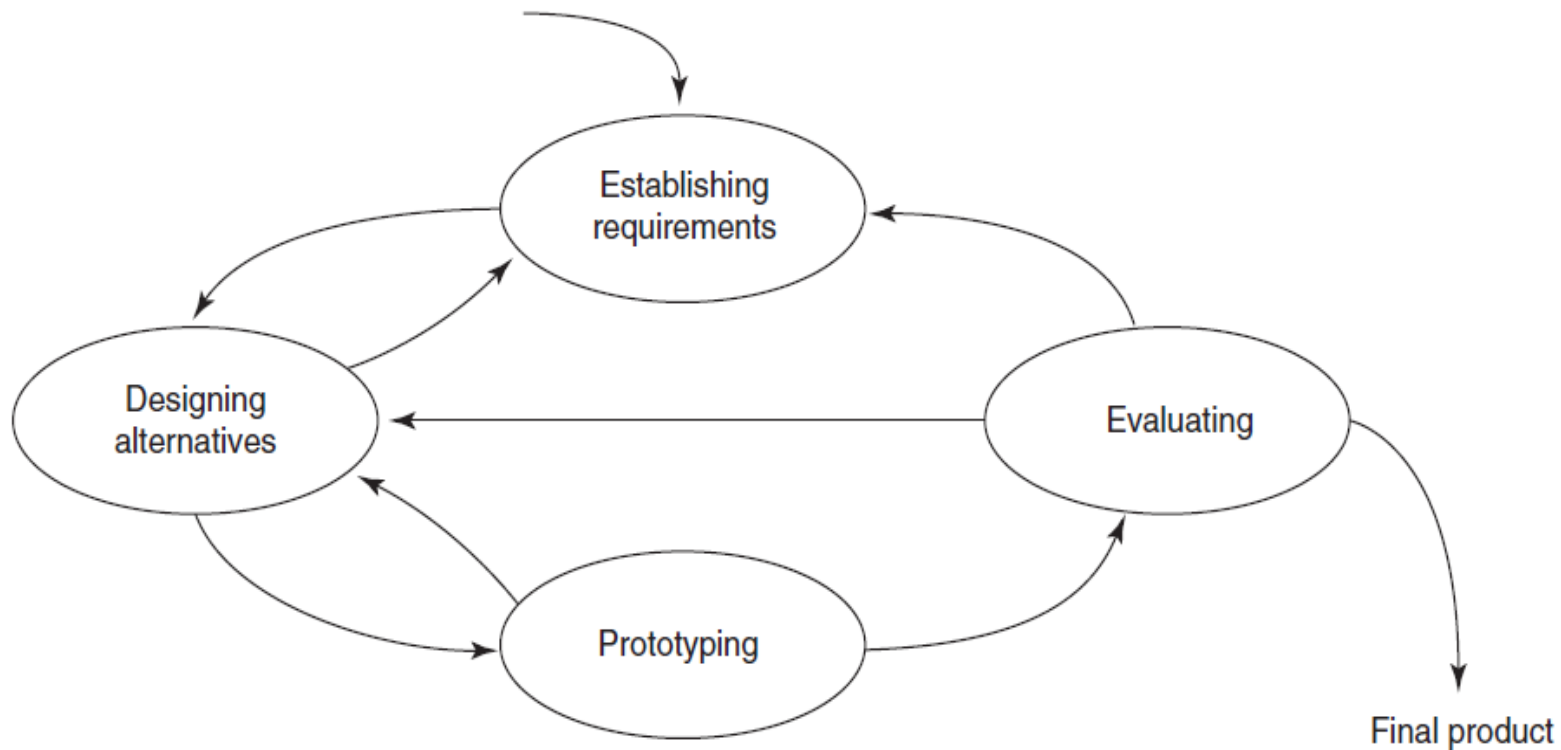 Establishing
requirements
Designing
alternatives
Evaluating
Prototyping
Final product